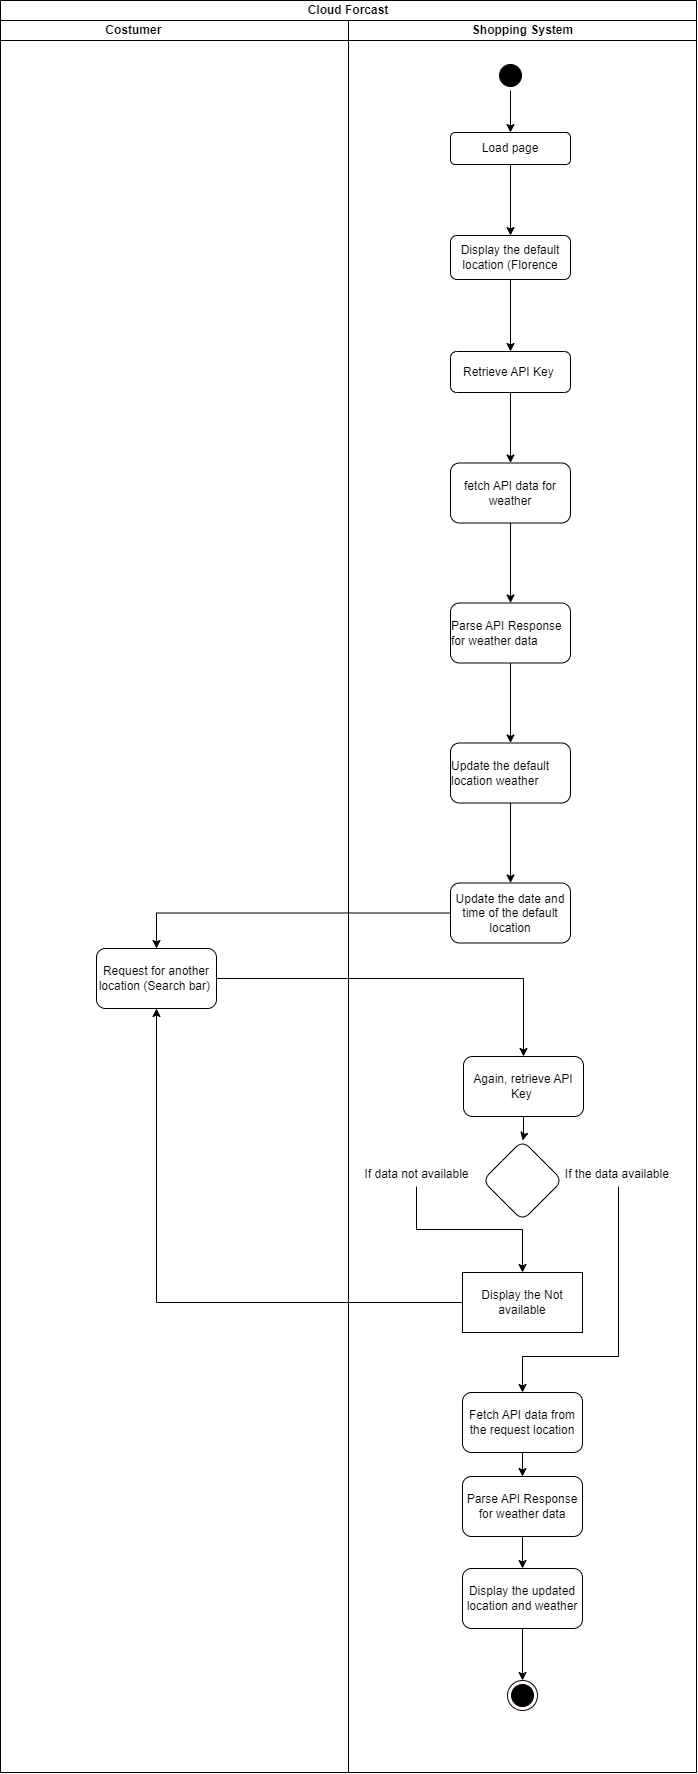 Cloud Forcast
Costumer
Shopping System
Load page
Display the default
location (Florence
Retrieve API Key
fetch API data for
weather
Parse API Response
for weather data
Update the default
location weather
Update the date and
time of the default
location
Request for another
location (Search bar)
Again, retrieve API
Key
If data not available
If the data available
Display the Not
available
Fetch API data from
the request location
Parse API Response
for weather data
Display the updated
location and weather